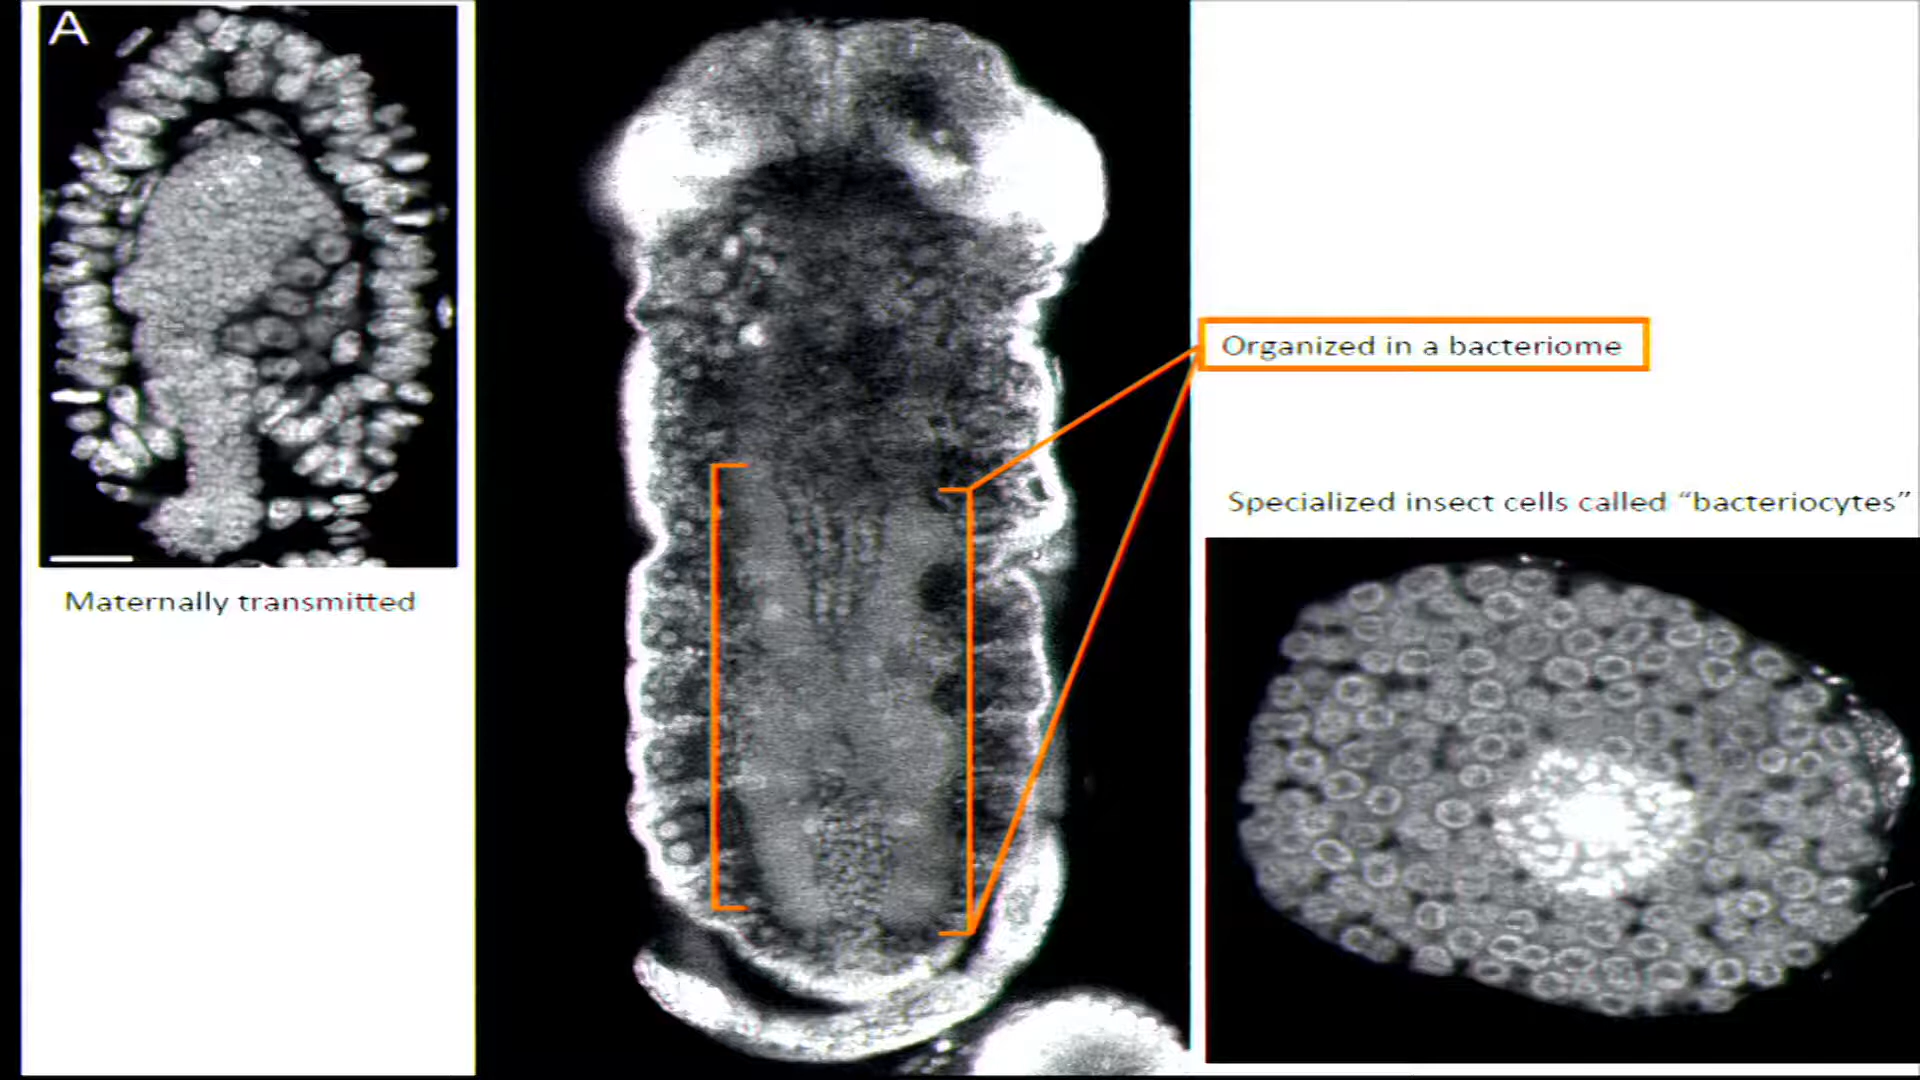 A
Maternally transmitted
Organized in a bacteriome
Specialized insect cells called “bacteriocytes”